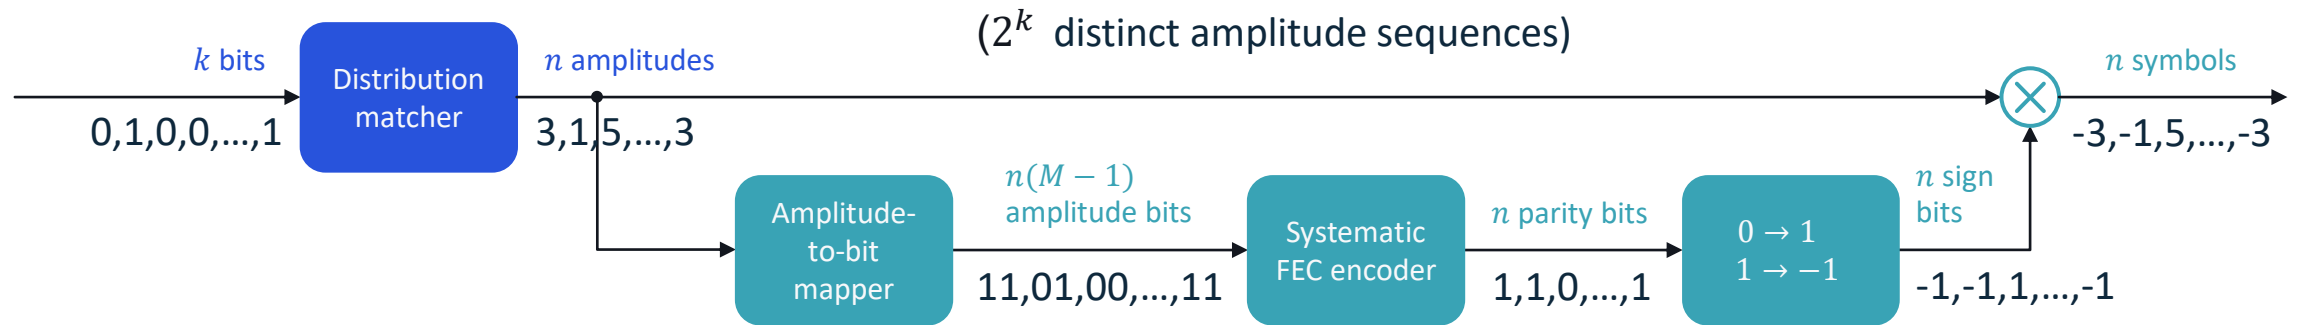 (2^k distinct amplitude sequences)
k bits
Distribution
matcher
n amplitudes
n symbols
0,1,0,0,...,1
3,1,5,...,3
-3,-1,5,...,-3
Amplitude-
to-bit
mapper
n(M − 1)
amplitude bits
11,01,00,...,11
Systematic
FEC encoder
n parity bits
1,1,0,...,1
0 → 1
1 → −1
n sign
bits
-1,-1,1,...,-1